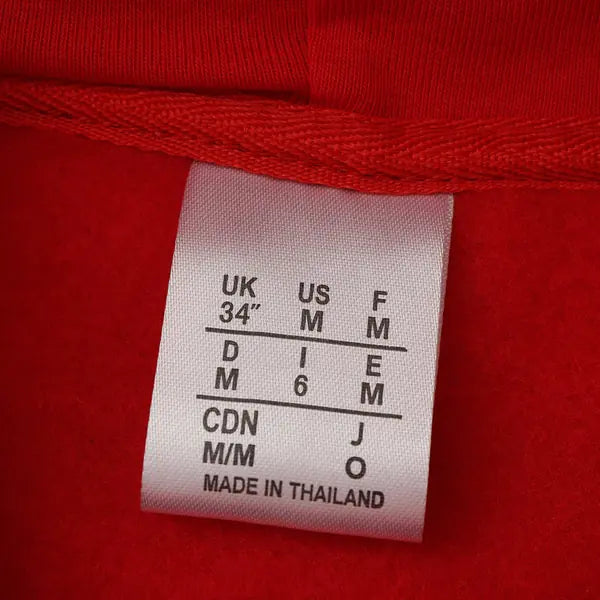 UK US F
34″ M M
D I E
M 6 M
CDN J
M/M O
MADE IN THAILAND